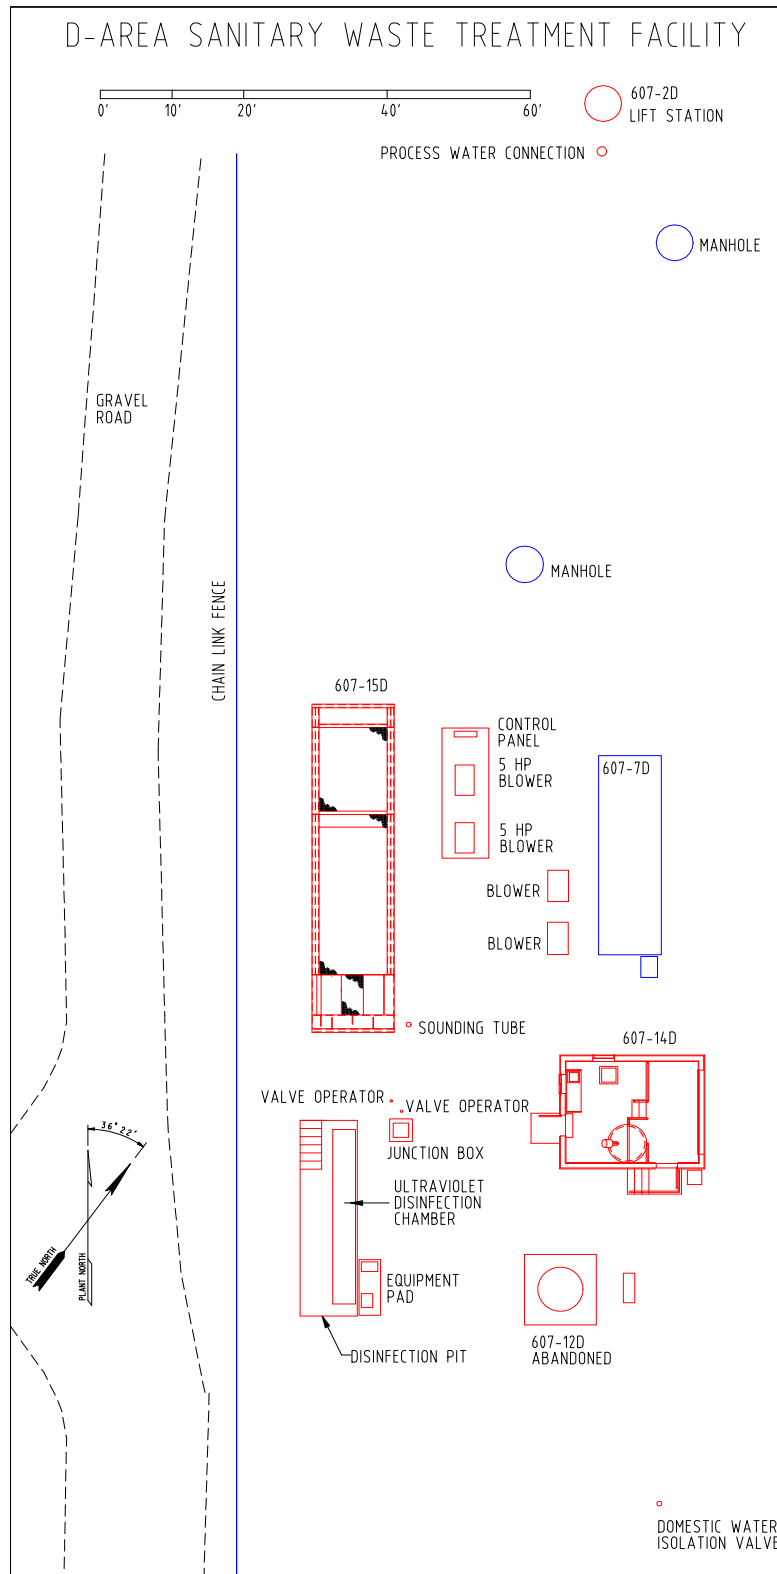 D-AREA SANITARY WASTE TREATMENT FACILITY
0' 10' 20' 40' 60'
607-2D
LIFT STATION
PROCESS WATER CONNECTION
MANHOLE
GRAVEL
ROAD
MANHOLE
CHAIN LINK FENCE
607-15D
CONTROL
PANEL
5 HP
BLOWER
607-7D
5 HP
BLOWER
BLOWER
BLOWER
SOUNDING TUBE
607-14D
VALVE OPERATOR
VALVE OPERATOR
36° 22'
JUNCTION BOX
ULTRAVIOLET
DISINFECTION
CHAMBER
TRUE NORTH
PLANT NORTH
EQUIPMENT
PAD
607-12D
ABANDONED
DISINFECTION PIT
DOMESTIC WATER
ISOLATION VALVE